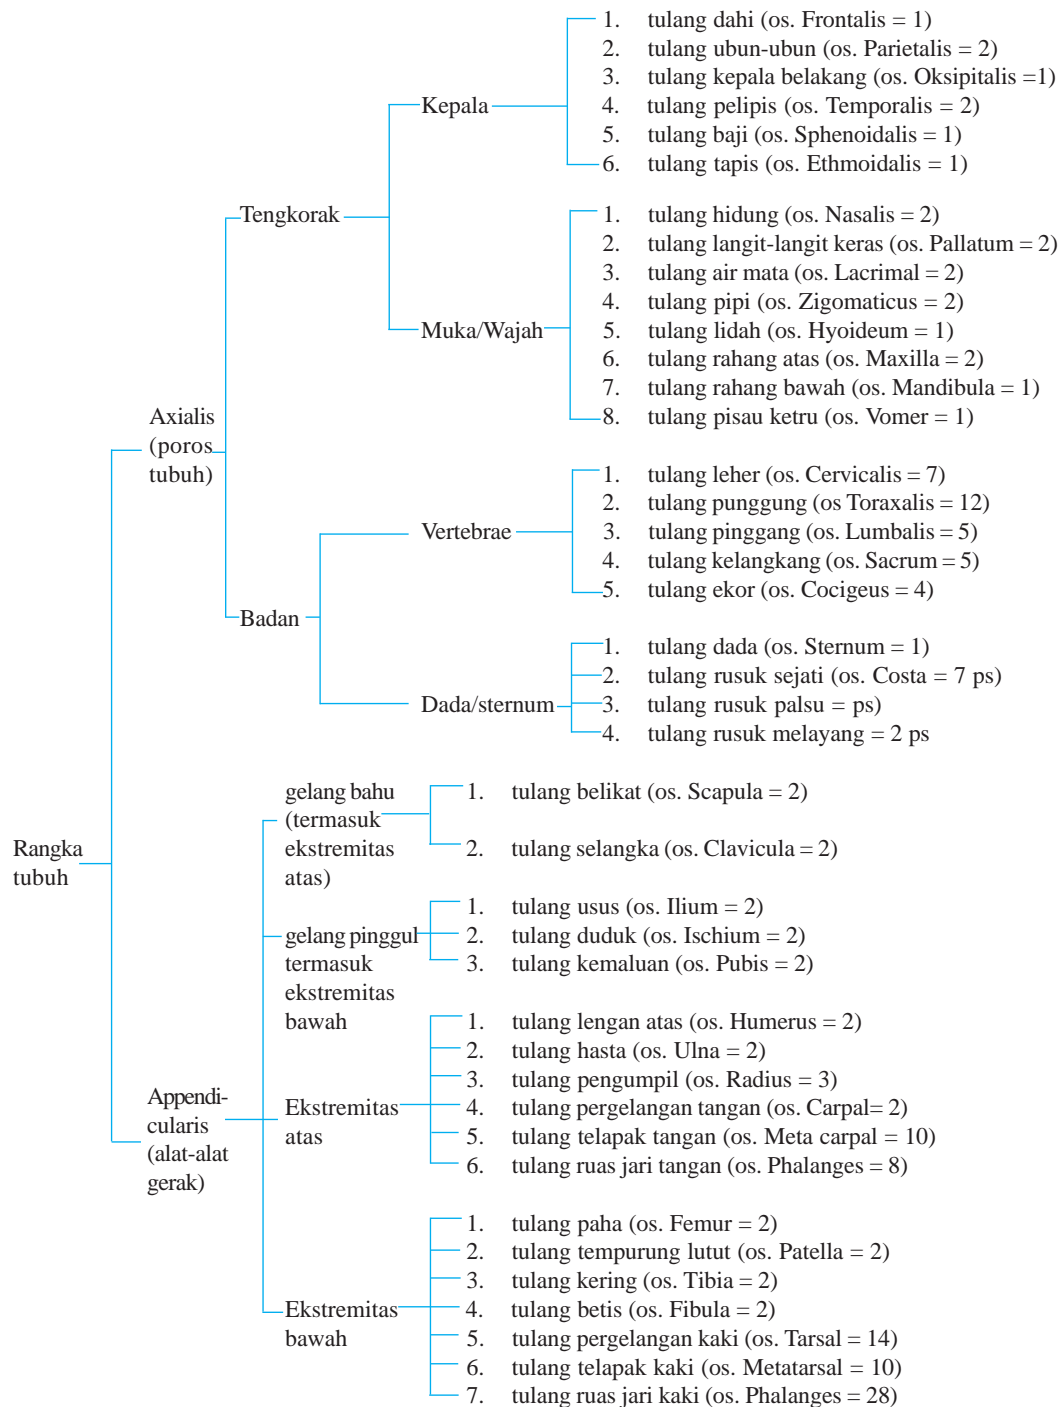 Rangka
tubuh
Axialis
(poros
tubuh)
Tengkorak
Kepala
1. tulang dahi (os. Frontalis = 1)
2. tulang ubun-ubun (os. Parietalis = 2)
3. tulang kepala belakang (os. Oksipitalis =1)
4. tulang pelipis (os. Temporalis = 2)
5. tulang baji (os. Sphenoidalis = 1)
6. tulang tapis (os. Ethmoidalis = 1)
Muka/Wajah
1. tulang hidung (os. Nasalis = 2)
2. tulang langit-langit keras (os. Pallatum = 2)
3. tulang air mata (os. Lacrimal = 2)
4. tulang pipi (os. Zigomaticus = 2)
5. tulang lidah (os. Hyoideum = 1)
6. tulang rahang atas (os. Maxilla = 2)
7. tulang rahang bawah (os. Mandibula = 1)
8. tulang pisau ketru (os. Vomer = 1)
Badan
Vertebrae
1. tulang leher (os. Cervicalis = 7)
2. tulang punggung (os Toraxalis = 12)
3. tulang pinggang (os. Lumbalis = 5)
4. tulang kelangkang (os. Sacrum = 5)
5. tulang ekor (os. Cocigeus = 4)
Dada/sternum
1. tulang dada (os. Sternum = 1)
2. tulang rusuk sejati (os. Costa = 7 ps)
3. tulang rusuk palsu = ps)
4. tulang rusuk melayang = 2 ps
Appendi-
cularis
(alat-alat
gerak)
gelang bahu
(termasuk
ekstremitas
atas)
1. tulang belikat (os. Scapula = 2)
2. tulang selangka (os. Clavicula = 2)
gelang pinggul
termasuk
ekstremitas
bawah
1. tulang usus (os. Ilium = 2)
2. tulang duduk (os. Ischium = 2)
3. tulang kemaluan (os. Pubis = 2)
Ekstremitas
atas
1. tulang lengan atas (os. Humerus = 2)
2. tulang hasta (os. Ulna = 2)
3. tulang pengumpil (os. Radius = 3)
4. tulang pergelangan tangan (os. Carpal= 2)
5. tulang telapak tangan (os. Meta carpal = 10)
6. tulang ruas jari tangan (os. Phalanges = 8)
Ekstremitas
bawah
1. tulang paha (os. Femur = 2)
2. tulang tempurung lutut (os. Patella = 2)
3. tulang kering (os. Tibia = 2)
4. tulang betis (os. Fibula = 2)
5. tulang pergelangan kaki (os. Tarsal = 14)
6. tulang telapak kaki (os. Metatarsal = 10)
7. tulang ruas jari kaki (os. Phalanges = 28)